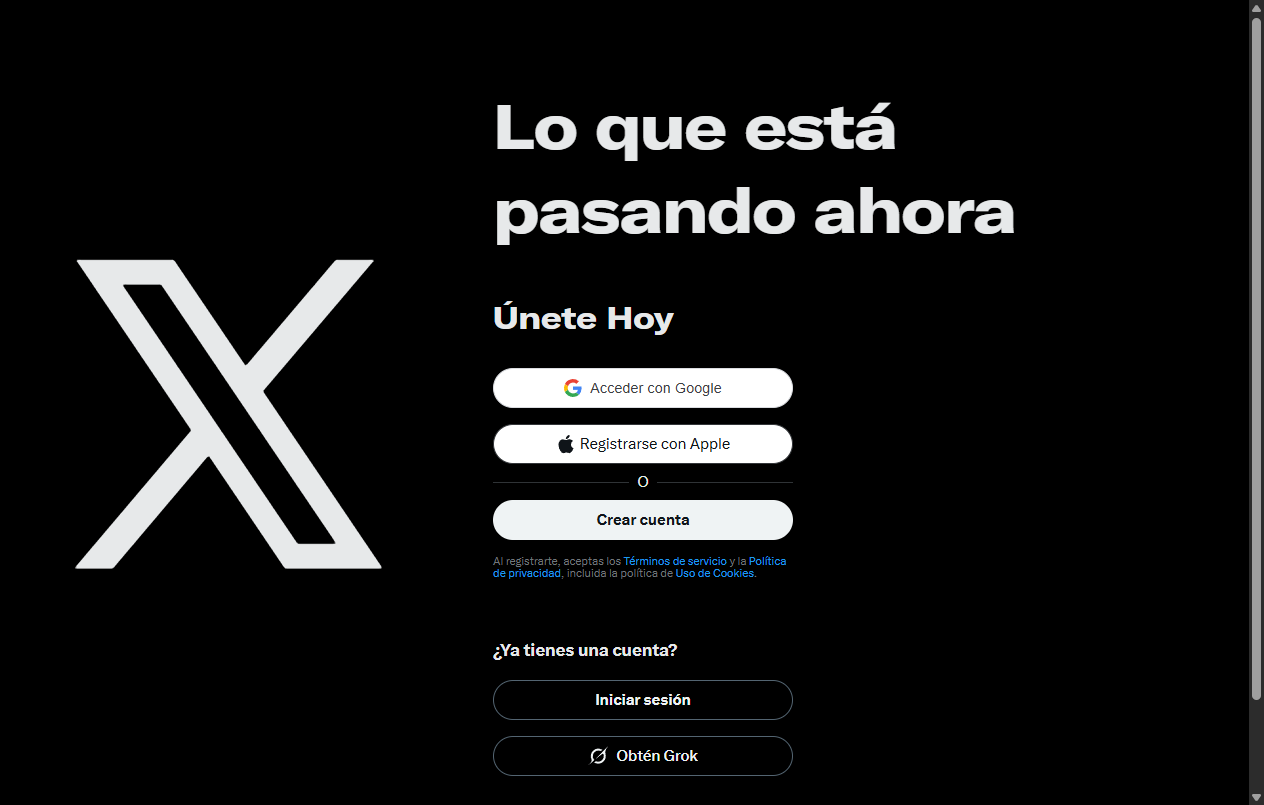 Lo que está
pasando ahora
Únete Hoy
Acceder con Google
Registrarse con Apple
O
Crear cuenta
Al registrarte, aceptas los Términos de servicio y la Política
de privacidad, incluida la política de Uso de Cookies.
¿Ya tienes una cuenta?
Iniciar sesión
Obtén Grok